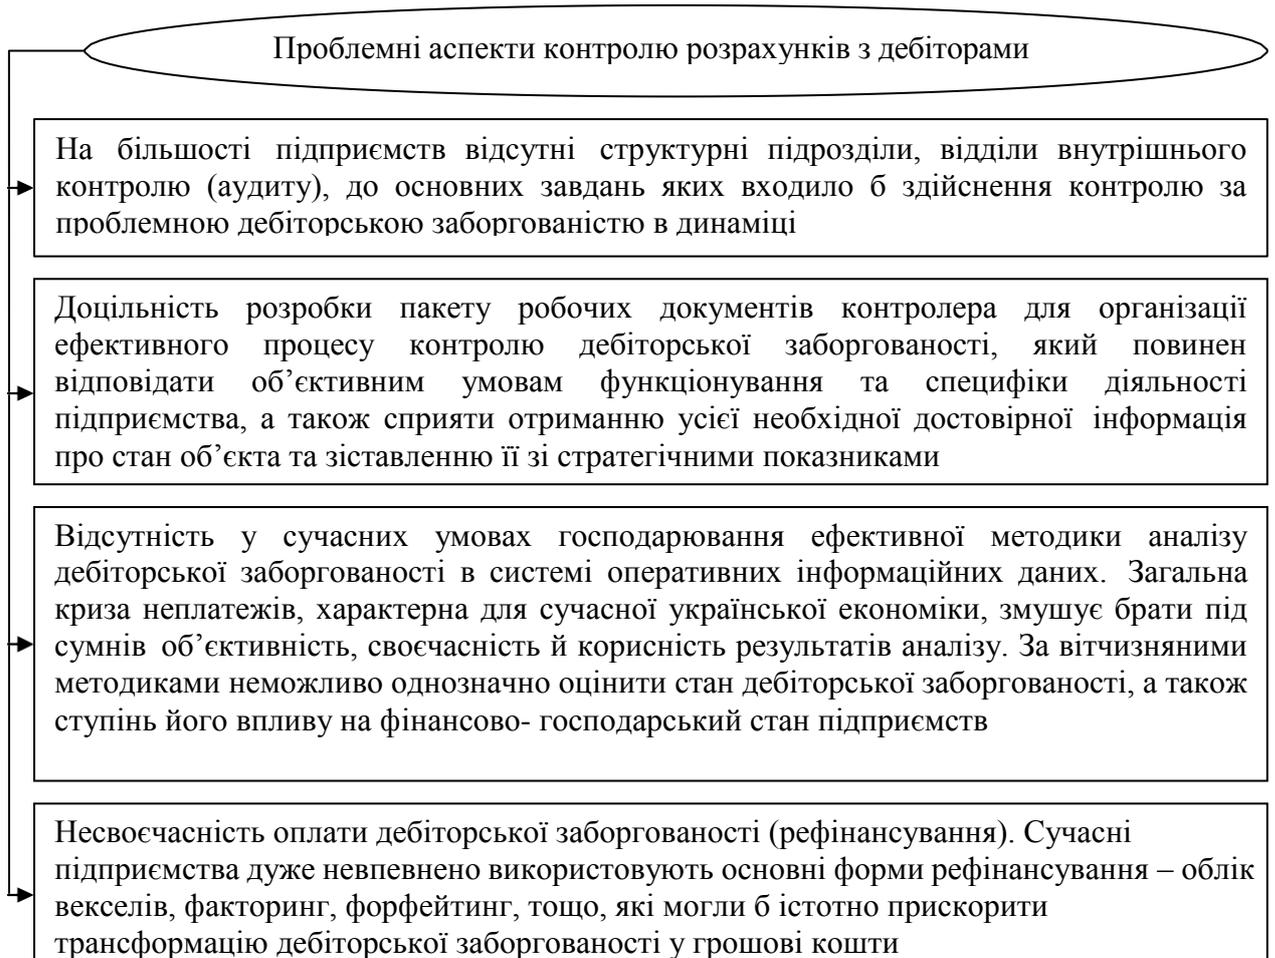 Проблемні аспекти контролю розрахунків з дебіторами
На більшості підприємств відсутні структурні підрозділи, відділи внутрішнього
контролю (аудиту), до основних завдань яких входило б здійснення контролю за
проблемною дебіторською заборгованістю в динаміці
Доцільність розробки пакету робочих документів контролера для організації
ефективного процесу контролю дебіторської заборгованості, який повинен
відповідати об’єктивним умовам функціонування та специфіки діяльності
підприємства, а також сприяти отриманню усієї необхідної достовірної інформація
про стан об’єкта та зіставленню її зі стратегічними показниками
Відсутність у сучасних умовах господарювання ефективної методики аналізу
дебіторської заборгованості в системі оперативних інформаційних даних. Загальна
криза неплатежів, характерна для сучасної української економіки, змушує брати під
сумнів об’єктивність, своєчасність й корисність результатів аналізу. За вітчизняними
методиками неможливо однозначно оцінити стан дебіторської заборгованості, а також
ступінь його впливу на фінансово- господарський стан підприємств
Несвоєчасність оплати дебіторської заборгованості (рефінансування). Сучасні
підприємства дуже невпевнено використовують основні форми рефінансування – облік
векселів, факторинг, форфейтинг, тощо, які могли б істотно прискорити
трансформацію дебіторської заборгованості у грошові кошти